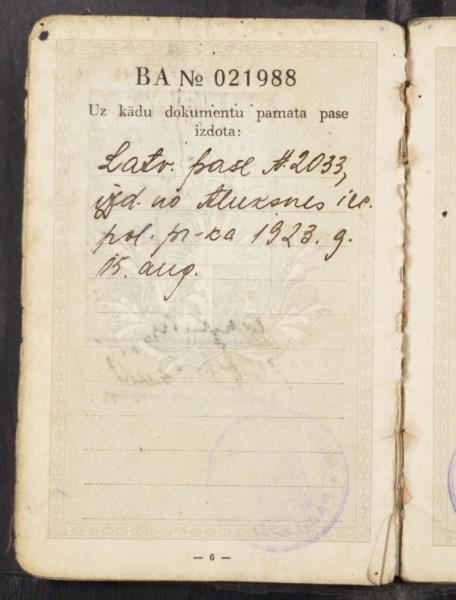 BA № 021988
Uz kādu dokumentu pamata pase
izdota:
Latv. pase N. 2033,
izd. no Aluksnes iec.
pol. pr-ka 1923. g.
15. aug.
— 6 —